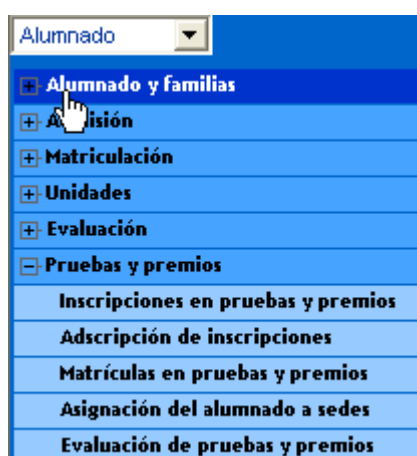 Alumnado
Alumnado y familias
Admisión
Matriculación
Unidades
Evaluación
Pruebas y premios
Inscripciones en pruebas y premios
Adscripción de inscripciones
Matrículas en pruebas y premios
Asignación del alumnado a sedes
Evaluación de pruebas y premios